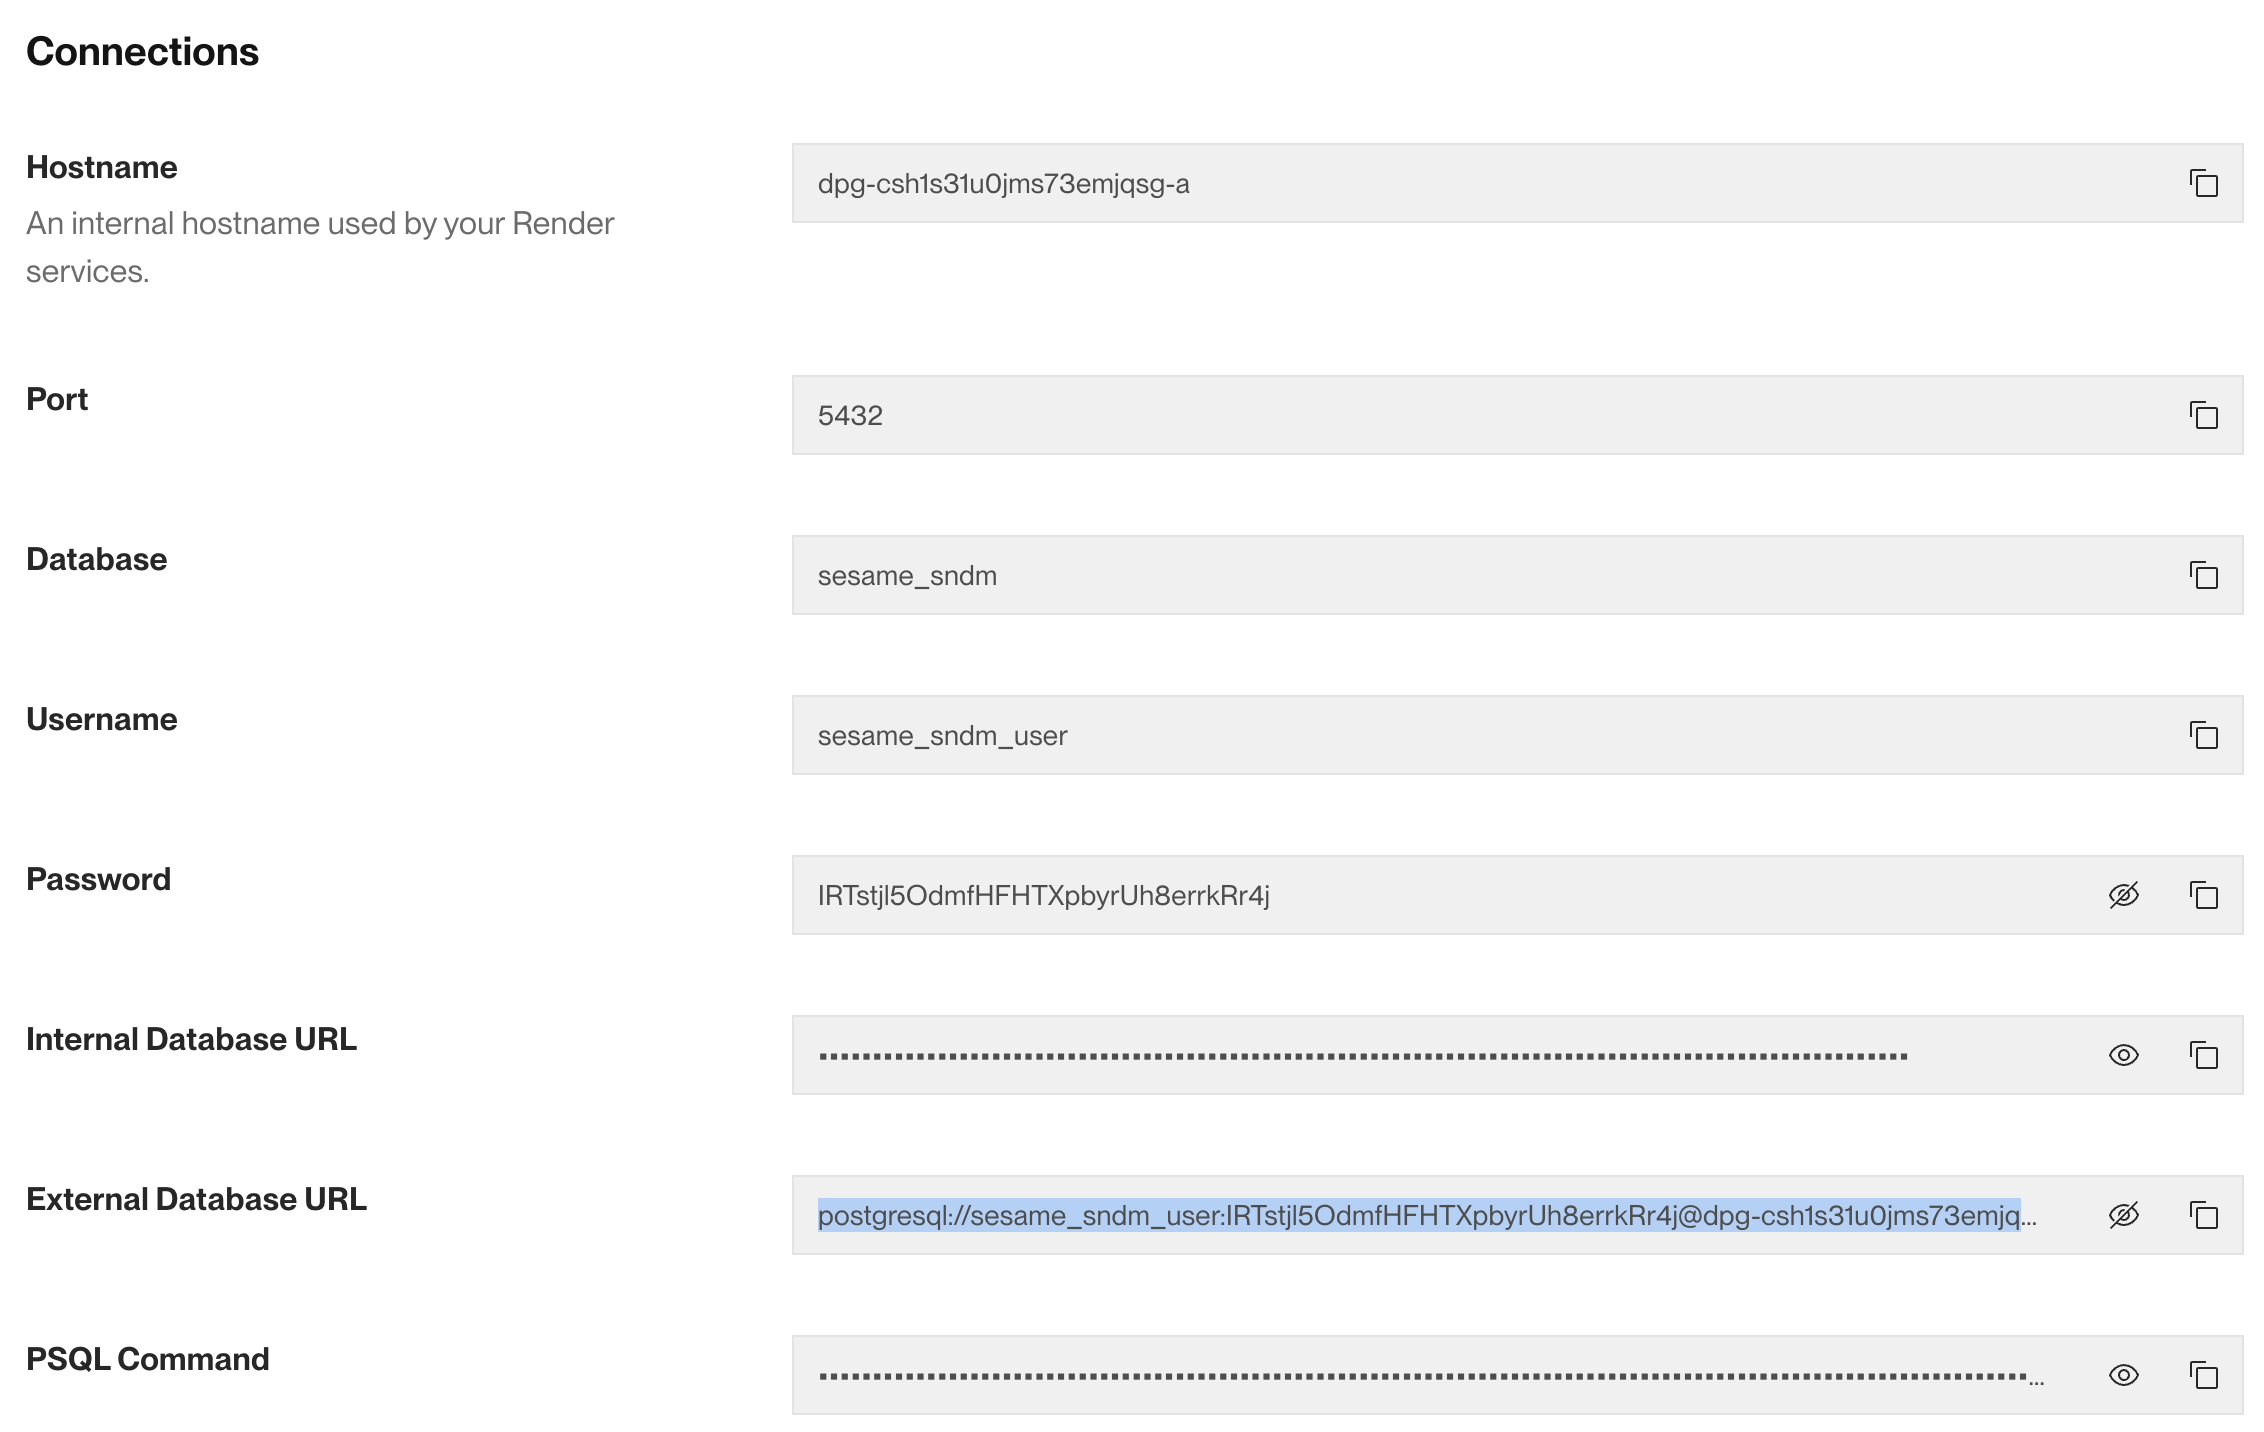 Connections
Hostname
dpg-csh1s31u0jms73emjqsg-a
An internal hostname used by your Render
services.
Port
5432
Database
sesame_sndm
Username
sesame_sndm_user
Password
IRTstjl5OdmfHFHTXpbyrUh8errkRr4j
Internal Database URL
External Database URL
postgresql://sesame_sndm_user:IRTstjl5OdmfHFHTXpbyrUh8errkRr4j@dpg-csh1s31u0jms73emjq...
PSQL Command